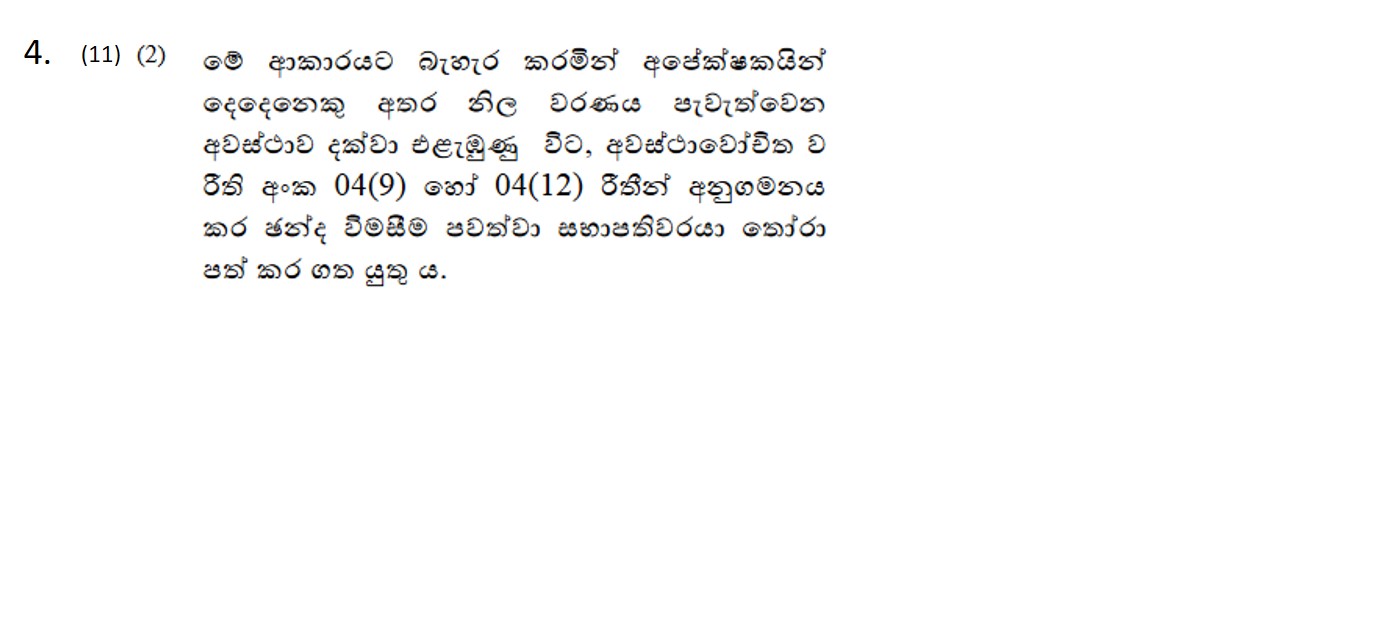 4. (11) (2) මේ ආකාරයට බැහැර කරමින් අපේක්ෂකයින්
දෙදෙනෙකු අතර නිල වරණය පැවැත්වෙන
අවස්ථාව දක්වා එළැඹුණු විට, අවස්ථාවෝචිත ව
රීති අංක 04(9) හෝ 04(12) රීතීන් අනුගමනය
කර ඡන්ද විමසීම පවත්වා සභාපතිවරයා තෝරා
පත් කර ගත යුතු ය.